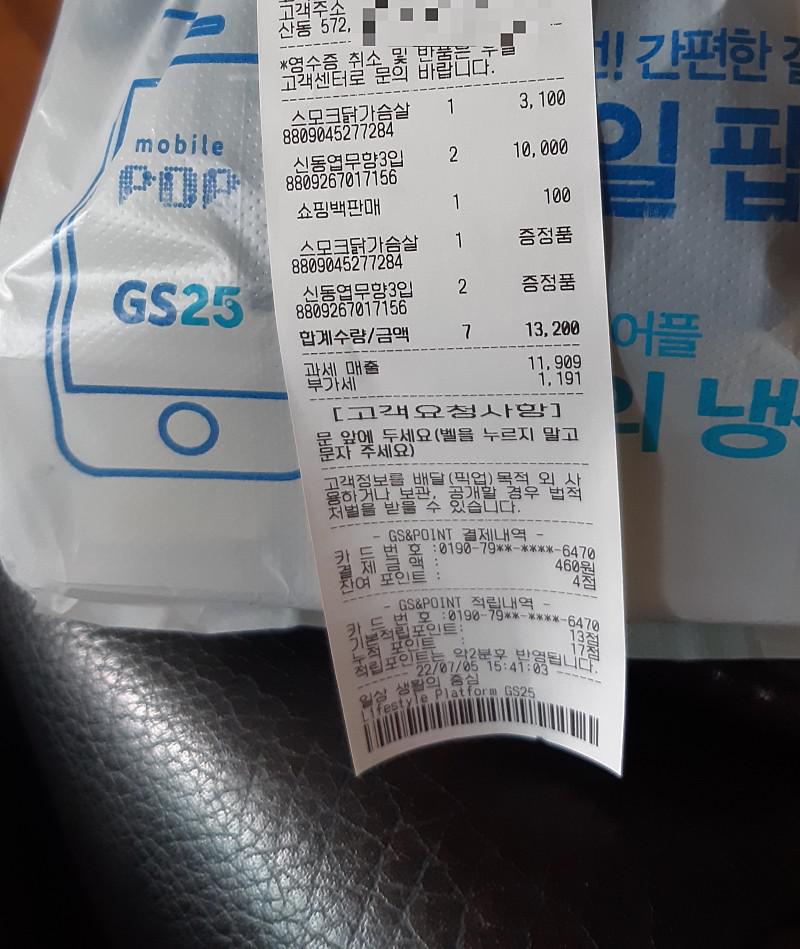 고객주소
산동 572,
*영수증 취소 및 반품은 우일
고객센터로 문의 바랍니다.
스모크닭가슴살 1 3,100
8809045277284
신동엽무향3입 2 10,000
8809267017156
쇼핑백판매 1 100
스모크닭가슴살 1 증정품
8809045277284
신동엽무향3입 2 증정품
8809267017156
합계수량/금액 7 13,200
과세 매출 11,909
부가세 1,191
[고객요청사항]
문 앞에 두세요(벨을 누르지 말고
문자 주세요)
고객정보를 배달(픽업)목적 외 사
용하거나 보관, 공개할 경우 법적
처벌을 받을 수 있습니다.
- GS&POINT 결제내역 -
카 드 번 호 :0190-79**-****-6470
결 제 금 액 : 460원
잔여 포인트 : 4점
- GS&POINT 적립내역 -
카 드 번 호 :0190-79**-****-6470
기본적립포인트: 13점
누적 포인트 : 17점
적립포인트는 약2분후 반영됩니다.
22/07/05 15:41:03
일상 생활의 중심
Lifestyle Platform GS25
mobile
POP
GS25
! 간편한
일 팝
어플
의 냉